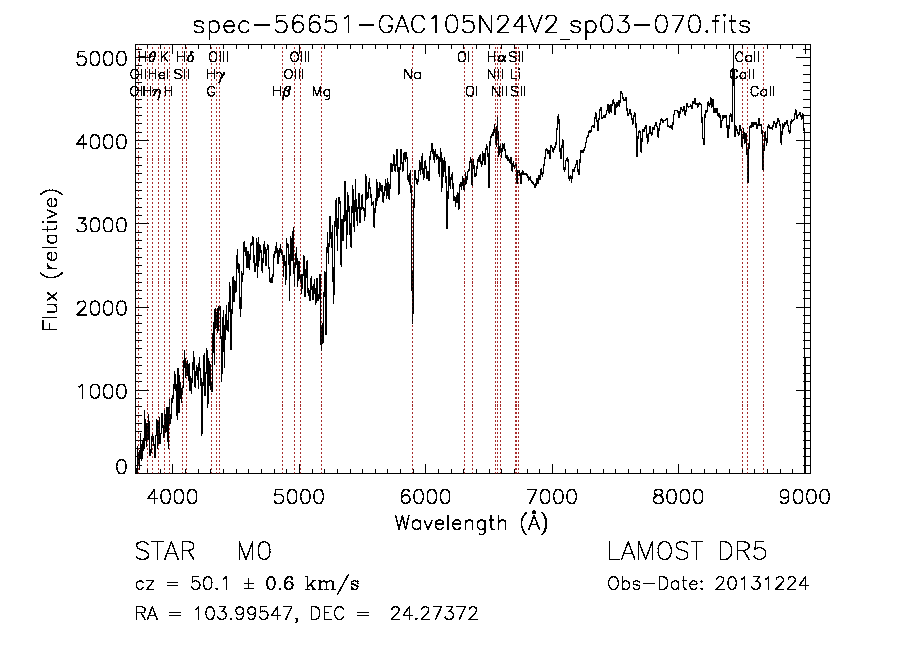 spec-56651-GAC105N24V2_sp03-070.fits
Hθ K Hδ OIII OIII OI Hα SII CaII
OII HeI SII Hγ OIII Na NII Li CaII
OII Hη H G Hβ Mg OI NII SII CaII
5000
4000
3000
2000
1000
0
Flux (relative)
4000 5000 6000 7000 8000 9000
Wavelength (Å)
STAR M0 LAMOST DR5
cz = 50.1 ± 0.6 km/s Obs-Date: 20131224
RA = 103.99547, DEC = 24.27372